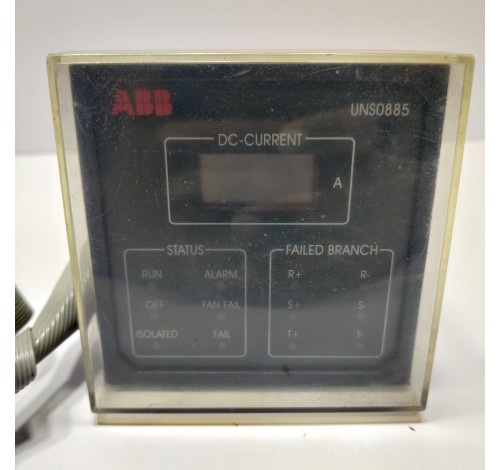 ABB
UNS0885
DC-CURRENT
A
STATUS
RUN ALARM
OFF FAN FAIL
ISOLATED FAIL
FAILED BRANCH
R+ R-
S+ S-
T+ T-